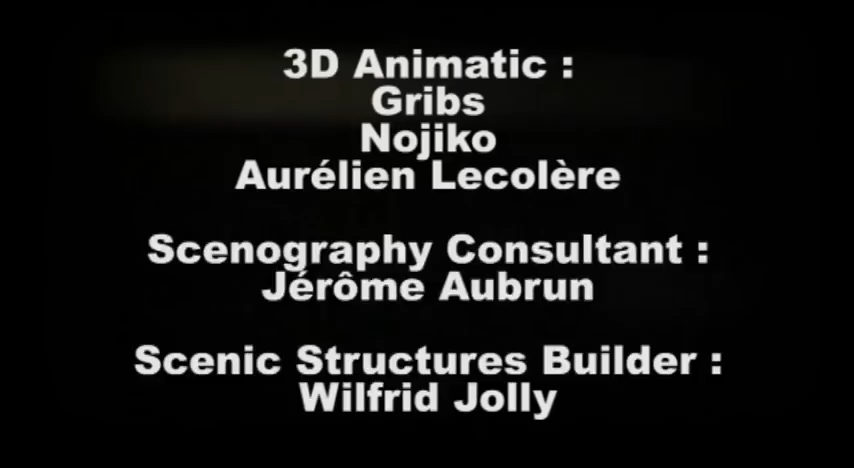 3D Animatic :
Gribs
Nojiko
Aurélien Lecolère
Scenography Consultant :
Jérôme Aubrun
Scenic Structures Builder :
Wilfrid Jolly